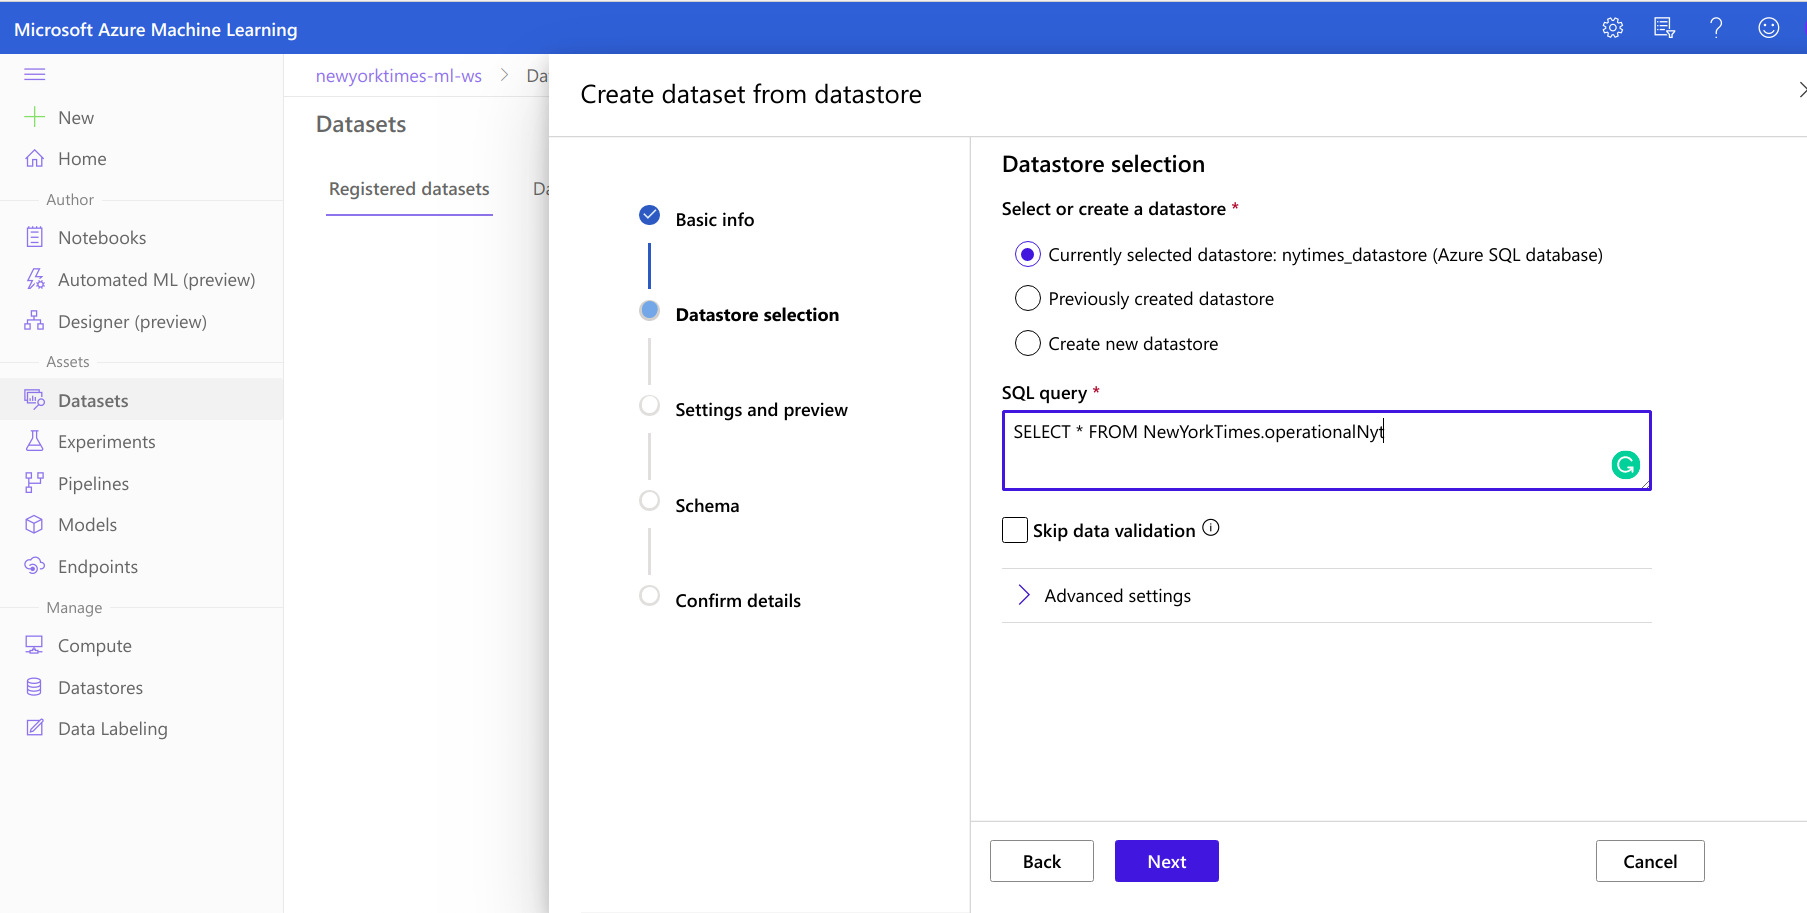 Microsoft Azure Machine Learning
New
Home
Author
Notebooks
Automated ML (preview)
Designer (preview)
Assets
Datasets
Experiments
Pipelines
Models
Endpoints
Manage
Compute
Datastores
Data Labeling
newyorktimes-ml-ws > Da
Datasets
Registered datasets Da
Create dataset from datastore
Basic info
Datastore selection
Settings and preview
Schema
Confirm details
Datastore selection
Select or create a datastore *
Currently selected datastore: nytimes_datastore (Azure SQL database)
Previously created datastore
Create new datastore
SQL query *
SELECT * FROM NewYorkTimes.operationalNyt
Skip data validation
Advanced settings
Back Next Cancel